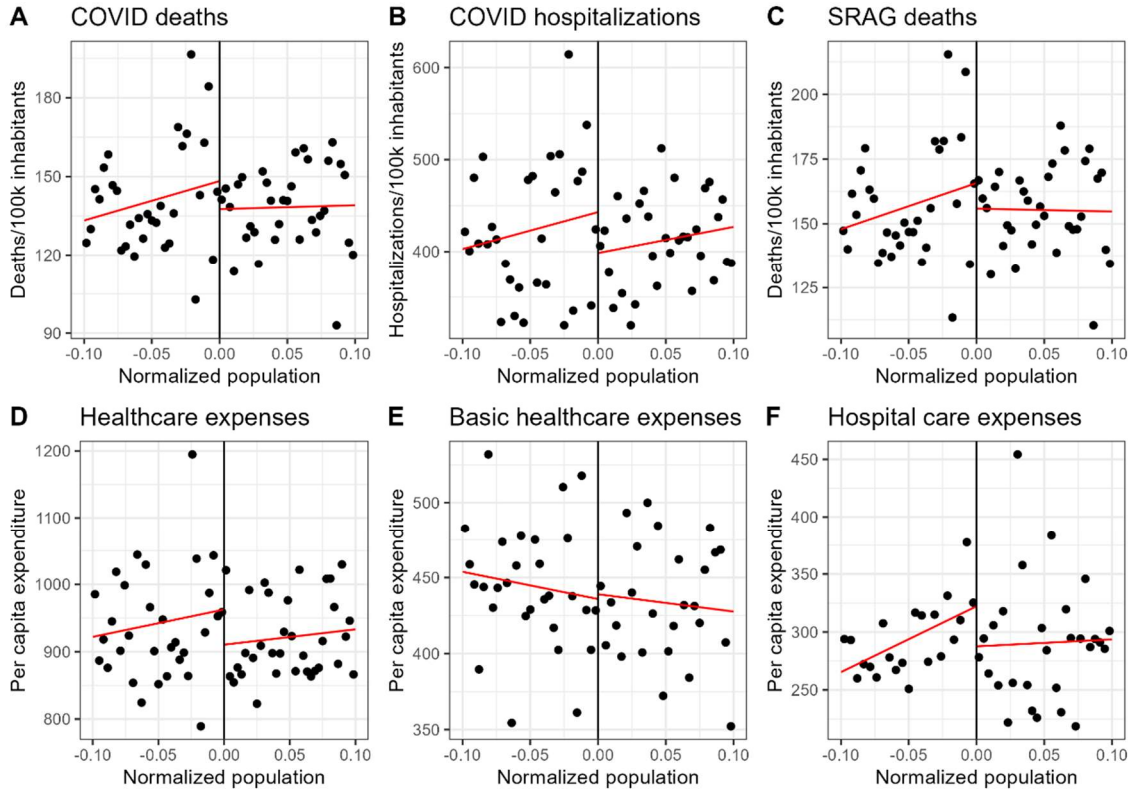 A COVID deaths
B COVID hospitalizations
C SRAG deaths
Deaths/100k inhabitants
180
150
120
90
-0.10 -0.05 0.00 0.05 0.10
Normalized population
Hospitalizations/100k inhabitants
600
500
400
-0.10 -0.05 0.00 0.05 0.10
Normalized population
Deaths/100k inhabitants
200
175
150
125
-0.10 -0.05 0.00 0.05 0.10
Normalized population
D Healthcare expenses
E Basic healthcare expenses
F Hospital care expenses
Per capita expenditure
1200
1100
1000
900
800
-0.10 -0.05 0.00 0.05 0.10
Normalized population
Per capita expenditure
500
450
400
350
-0.10 -0.05 0.00 0.05 0.10
Normalized population
Per capita expenditure
450
400
350
300
250
-0.10 -0.05 0.00 0.05 0.10
Normalized population